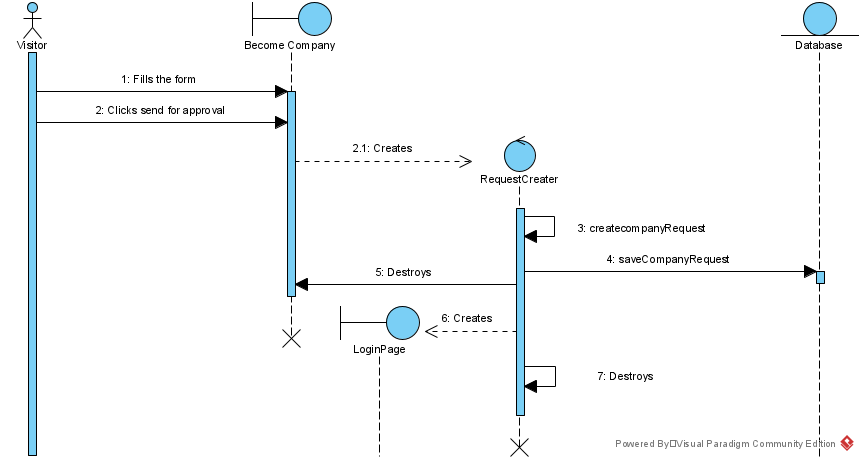 Visitor
Become Company
Database
1: Fills the form
2: Clicks send for approval
2.1: Creates
RequestCreater
3: createcompanyRequest
4: saveCompanyRequest
5: Destroys
6: Creates
LoginPage
7: Destroys
Powered By□Visual Paradigm Community Edition